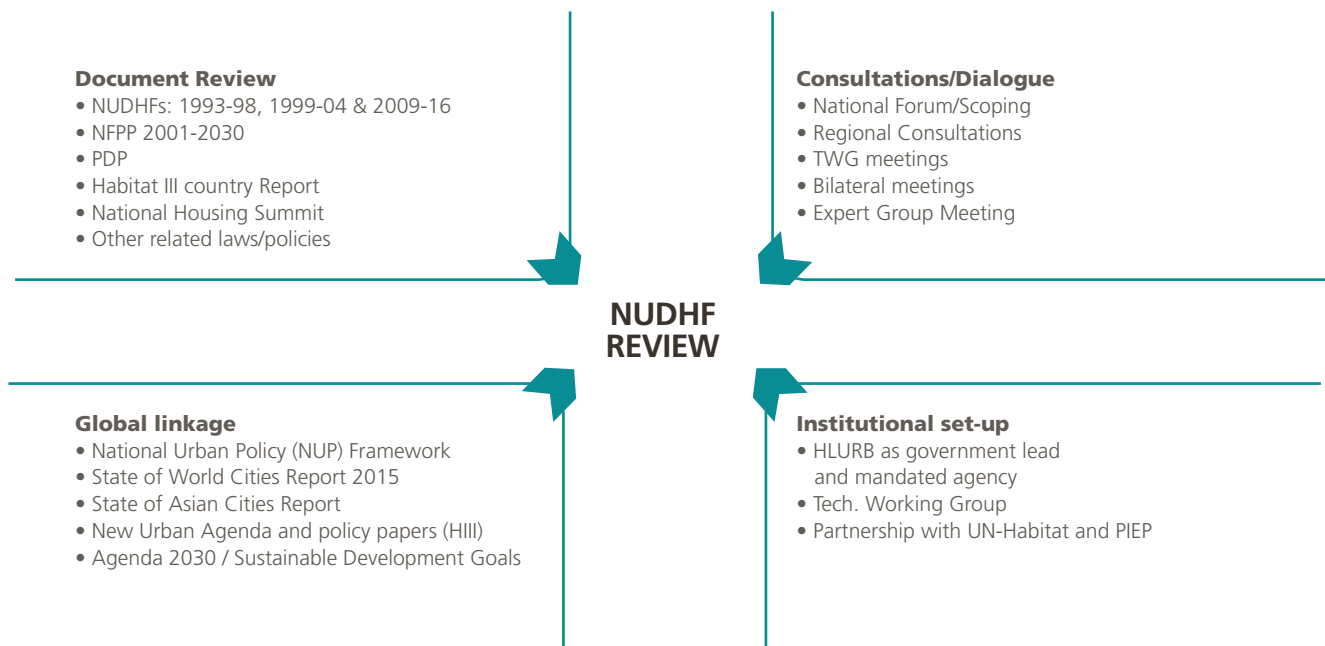 Document Review
• NUDHFs: 1993-98, 1999-04 & 2009-16
• NFPP 2001-2030
• PDP
• Habitat III country Report
• National Housing Summit
• Other related laws/policies
Consultations/Dialogue
• National Forum/Scoping
• Regional Consultations
• TWG meetings
• Bilateral meetings
• Expert Group Meeting
NUDHF
REVIEW
Global linkage
• National Urban Policy (NUP) Framework
• State of World Cities Report 2015
• State of Asian Cities Report
• New Urban Agenda and policy papers (HIII)
• Agenda 2030 / Sustainable Development Goals
Institutional set-up
• HLURB as government lead
and mandated agency
• Tech. Working Group
• Partnership with UN-Habitat and PIEP